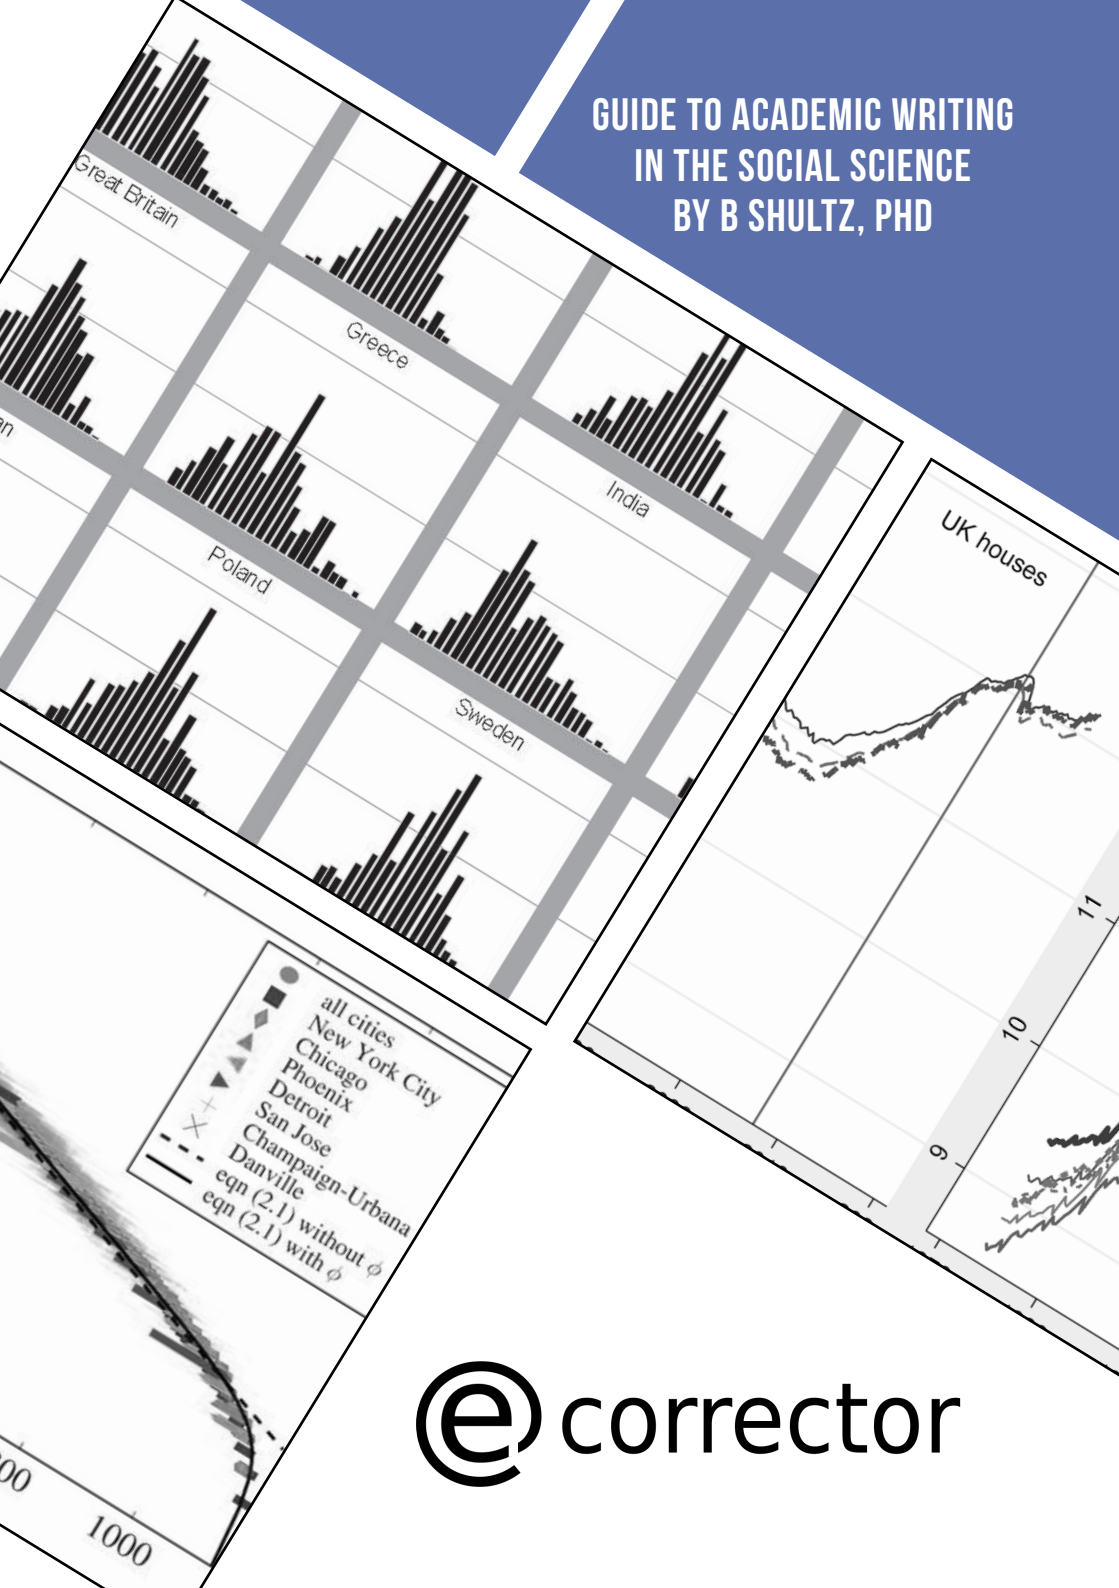 GUIDE TO ACADEMIC WRITING
IN THE SOCIAL SCIENCE
BY B SHULTZ, PHD
Great Britain
Greece
India
Poland
Sweden
UK houses
11
10
9
all cities
New York City
Chicago
Phoenix
Detroit
San Jose
Champaign-Urbana
Danville
eqn (2.1) without ϕ
eqn (2.1) with ϕ
1000
e corrector